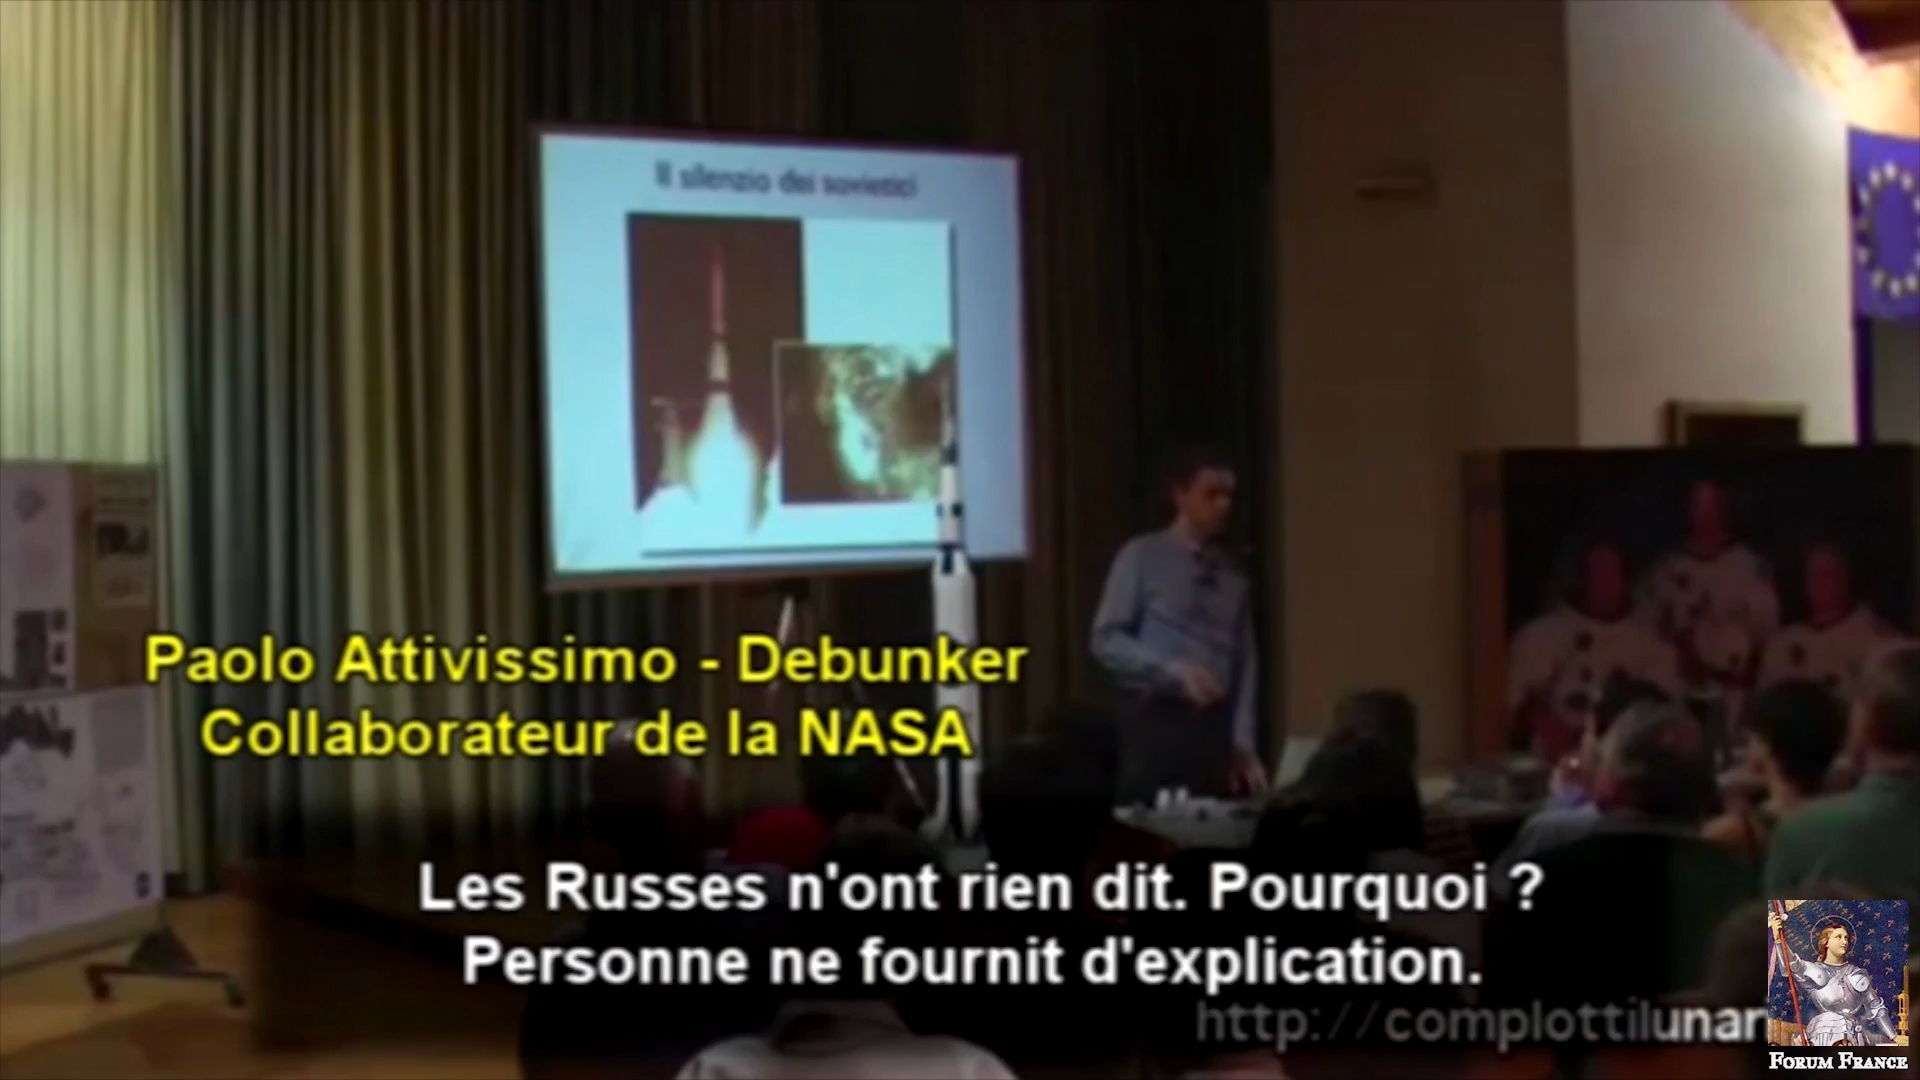 Il silenzio dei sovietici
Paolo Attivissimo - Debunker
Collaborateur de la NASA
Les Russes n'ont rien dit. Pourquoi ?
Personne ne fournit d'explication.
http://complottilunar
FORUM FRANCE